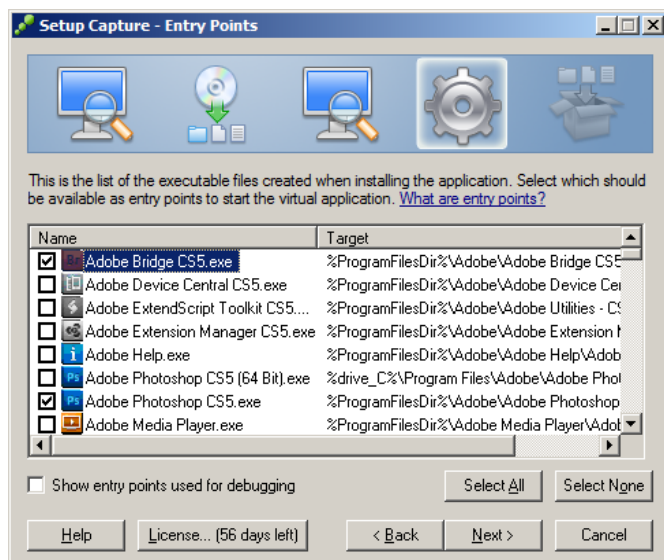 Setup Capture - Entry Points
This is the list of the executable files created when installing the application. Select which should
be available as entry points to start the virtual application. What are entry points?
Name Target
Br Adobe Bridge CS5.exe %ProgramFilesDir%\Adobe\Adobe Bridge CS5
Adobe Device Central CS5.exe %ProgramFilesDir%\Adobe\Adobe Device Cer
Adobe ExtendScript Toolkit CS5.... %ProgramFilesDir%\Adobe\Adobe Utilities - CS
Adobe Extension Manager CS5.exe %ProgramFilesDir%\Adobe\Adobe Extension M
i Adobe Help.exe %ProgramFilesDir%\Adobe\Adobe Help\Adob
Ps Adobe Photoshop CS5 (64 Bit).exe %drive_C%\Program Files\Adobe\Adobe Phot
Ps Adobe Photoshop CS5.exe %ProgramFilesDir%\Adobe\Adobe Photoshop
Adobe Media Player.exe %ProgramFilesDir%\Adobe Media Player\Adob
Show entry points used for debugging Select All Select None
Help License... (56 days left) < Back Next > Cancel